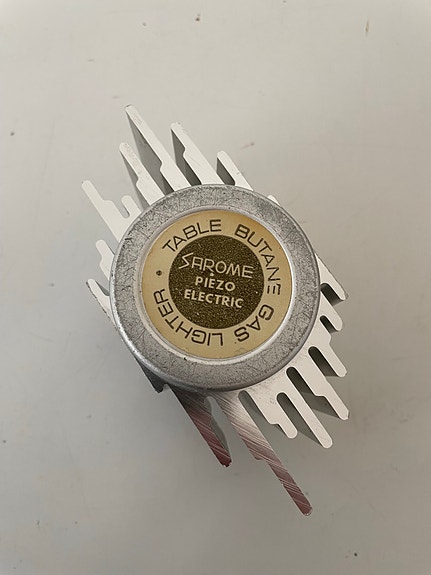 TABLE BUTANE GAS LIGHTER
SAROME
PIEZO
ELECTRIC